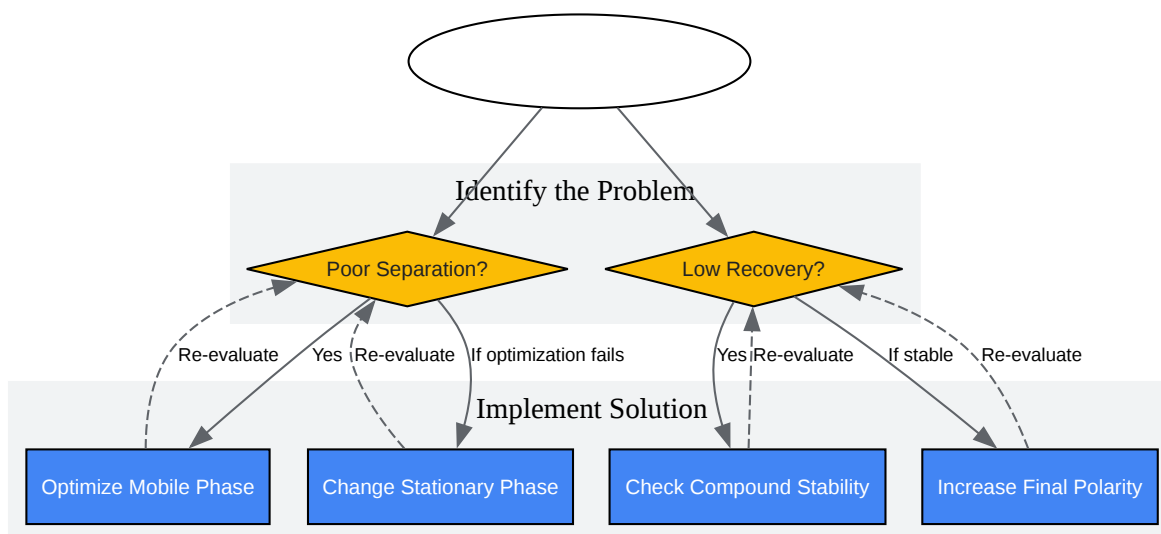 Identify the Problem
Poor Separation?
Low Recovery?
Re-evaluate
Yes
Re-evaluate
If optimization fails
Yes
Re-evaluate
If stable
Re-evaluate
Implement Solution
Optimize Mobile Phase
Change Stationary Phase
Check Compound Stability
Increase Final Polarity